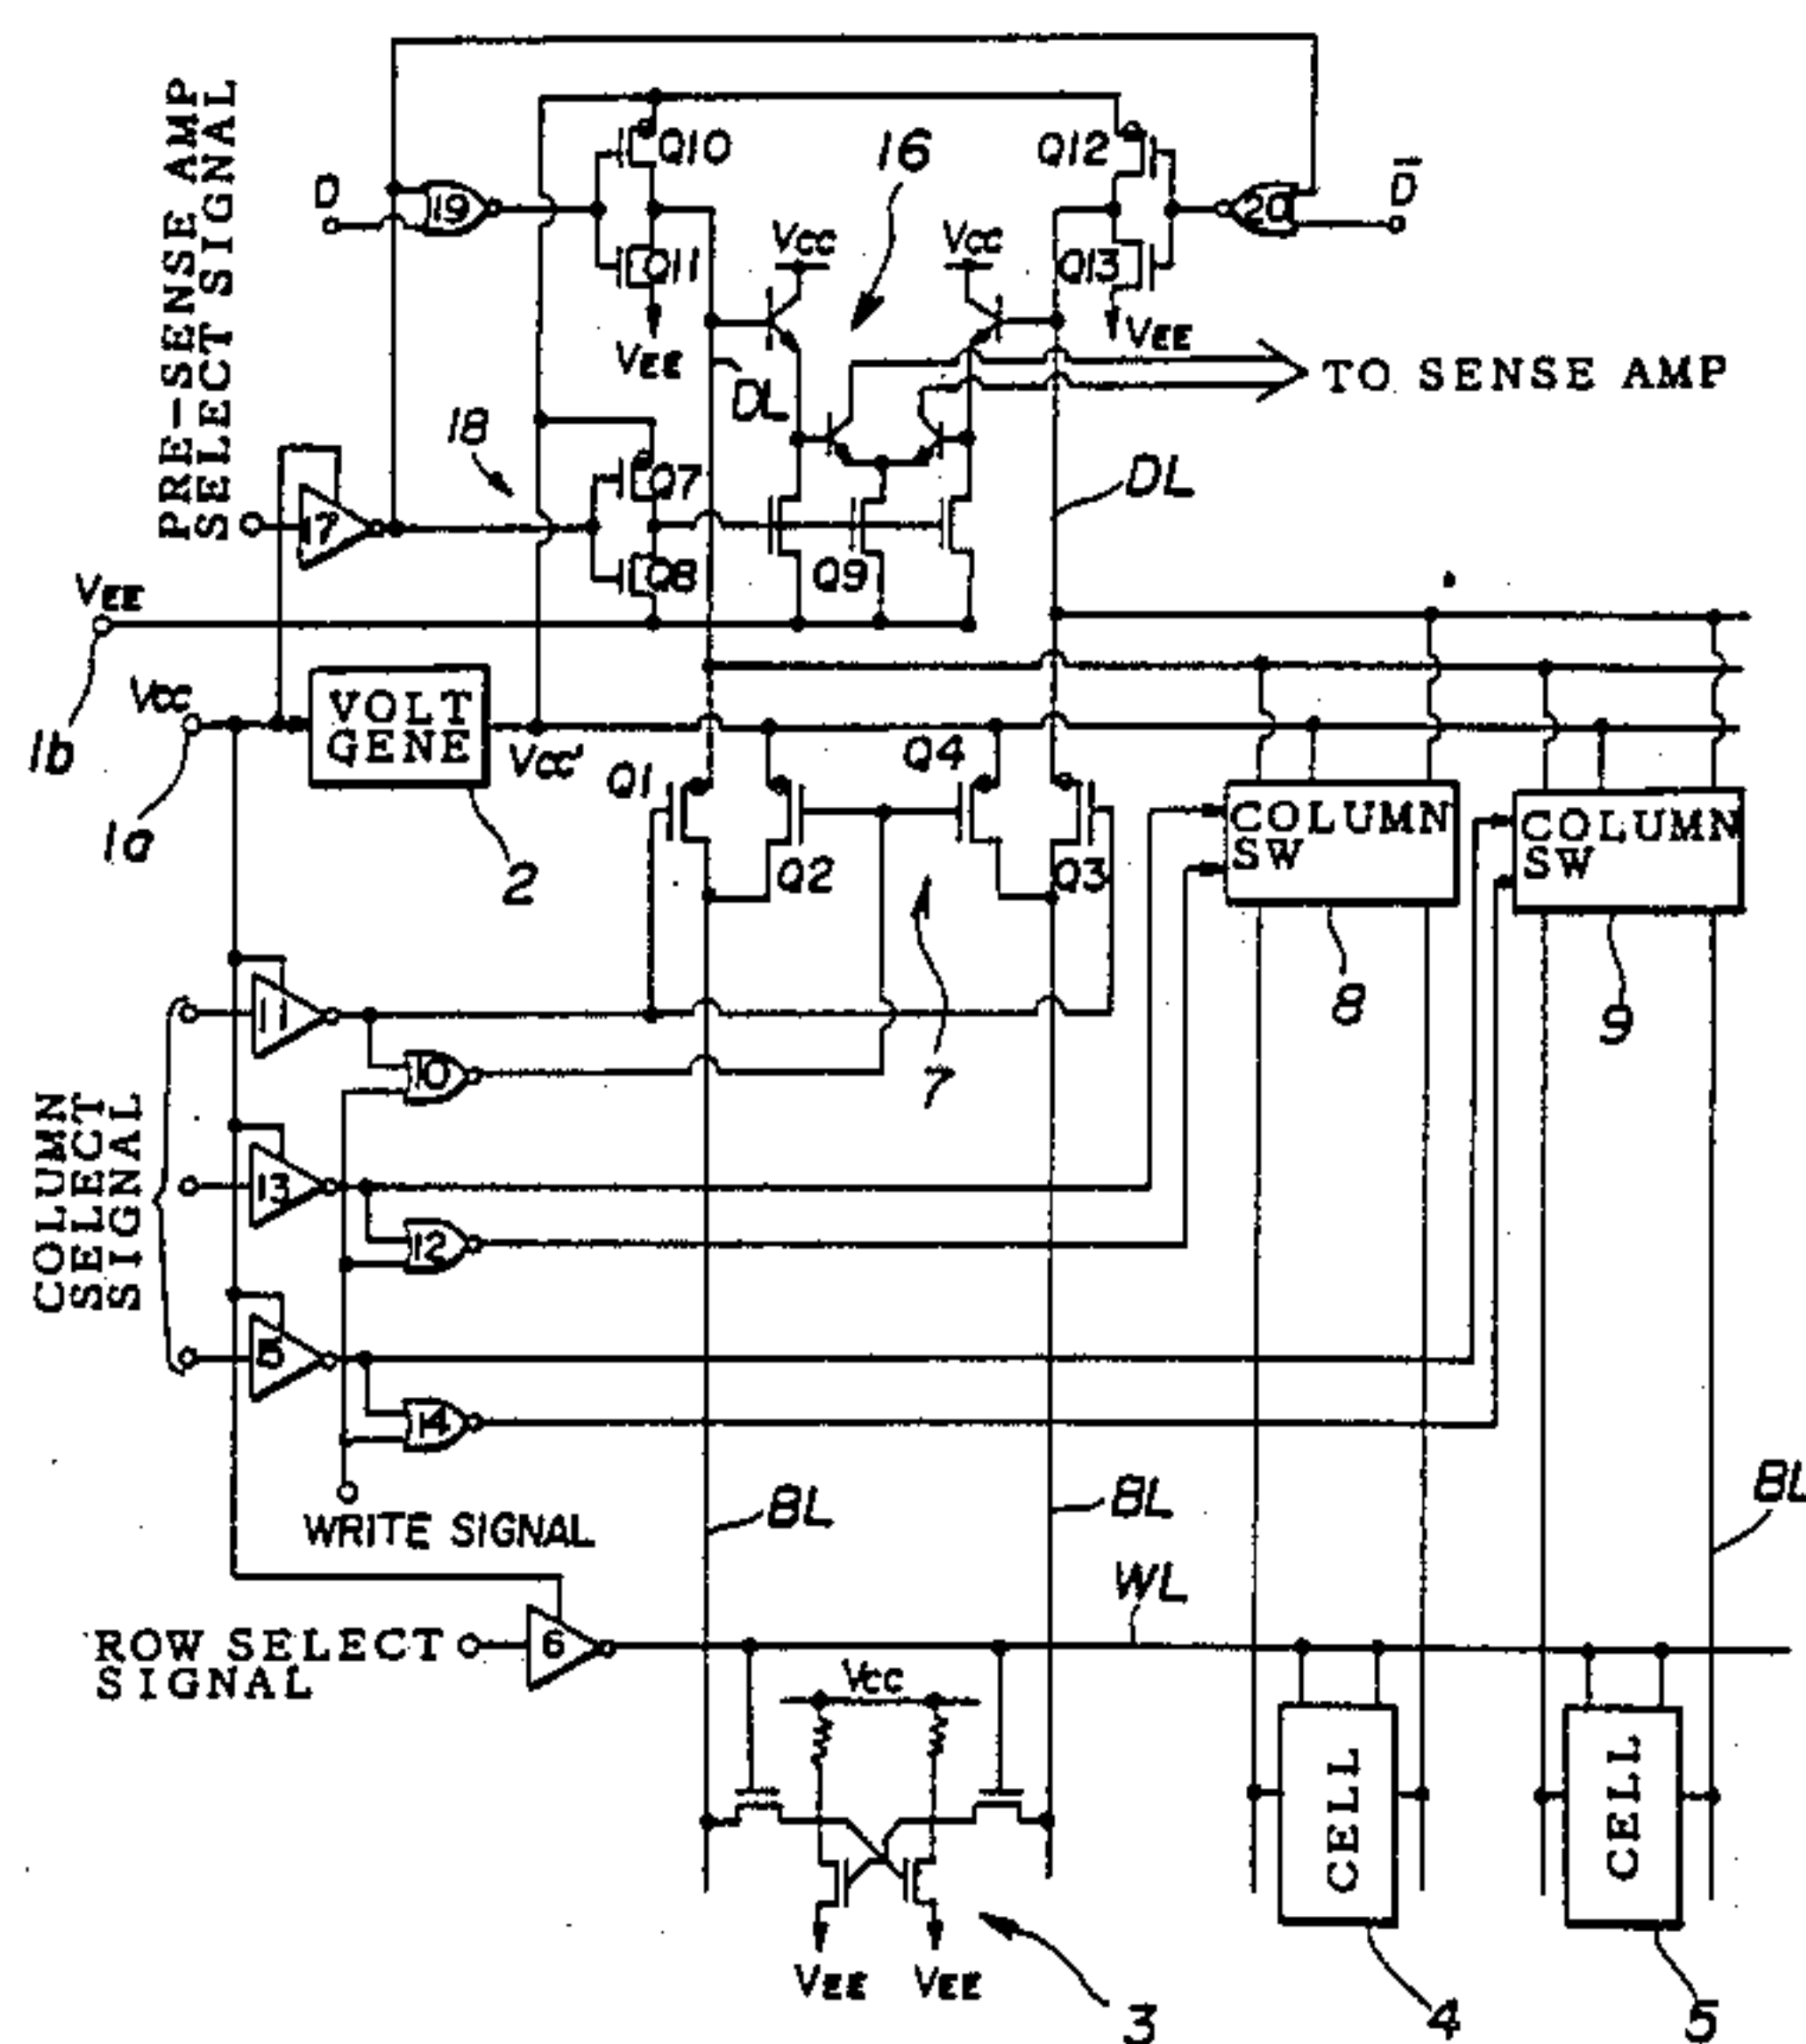 PRE-SENSE AMP
SELECT SIGNAL
D
19
Q10
16
Q12
20
D̅
Q11
VCC
VCC
Q13
VEE
VEE
TO SENSE AMP
DL
18
Q7
DL
17
Q8
Q9
VEE
1b
VCC
1a
VOLT
GENE
VCC'
2
Q1
Q2
Q4
Q3
COLUMN
SW
COLUMN
SW
8
9
7
COLUMN
SELECT
SIGNAL
11
10
13
12
14
WRITE SIGNAL
BL
BL
BL
WL
ROW SELECT
SIGNAL
6
VCC
CELL
CELL
VEE
VEE
3
4
5